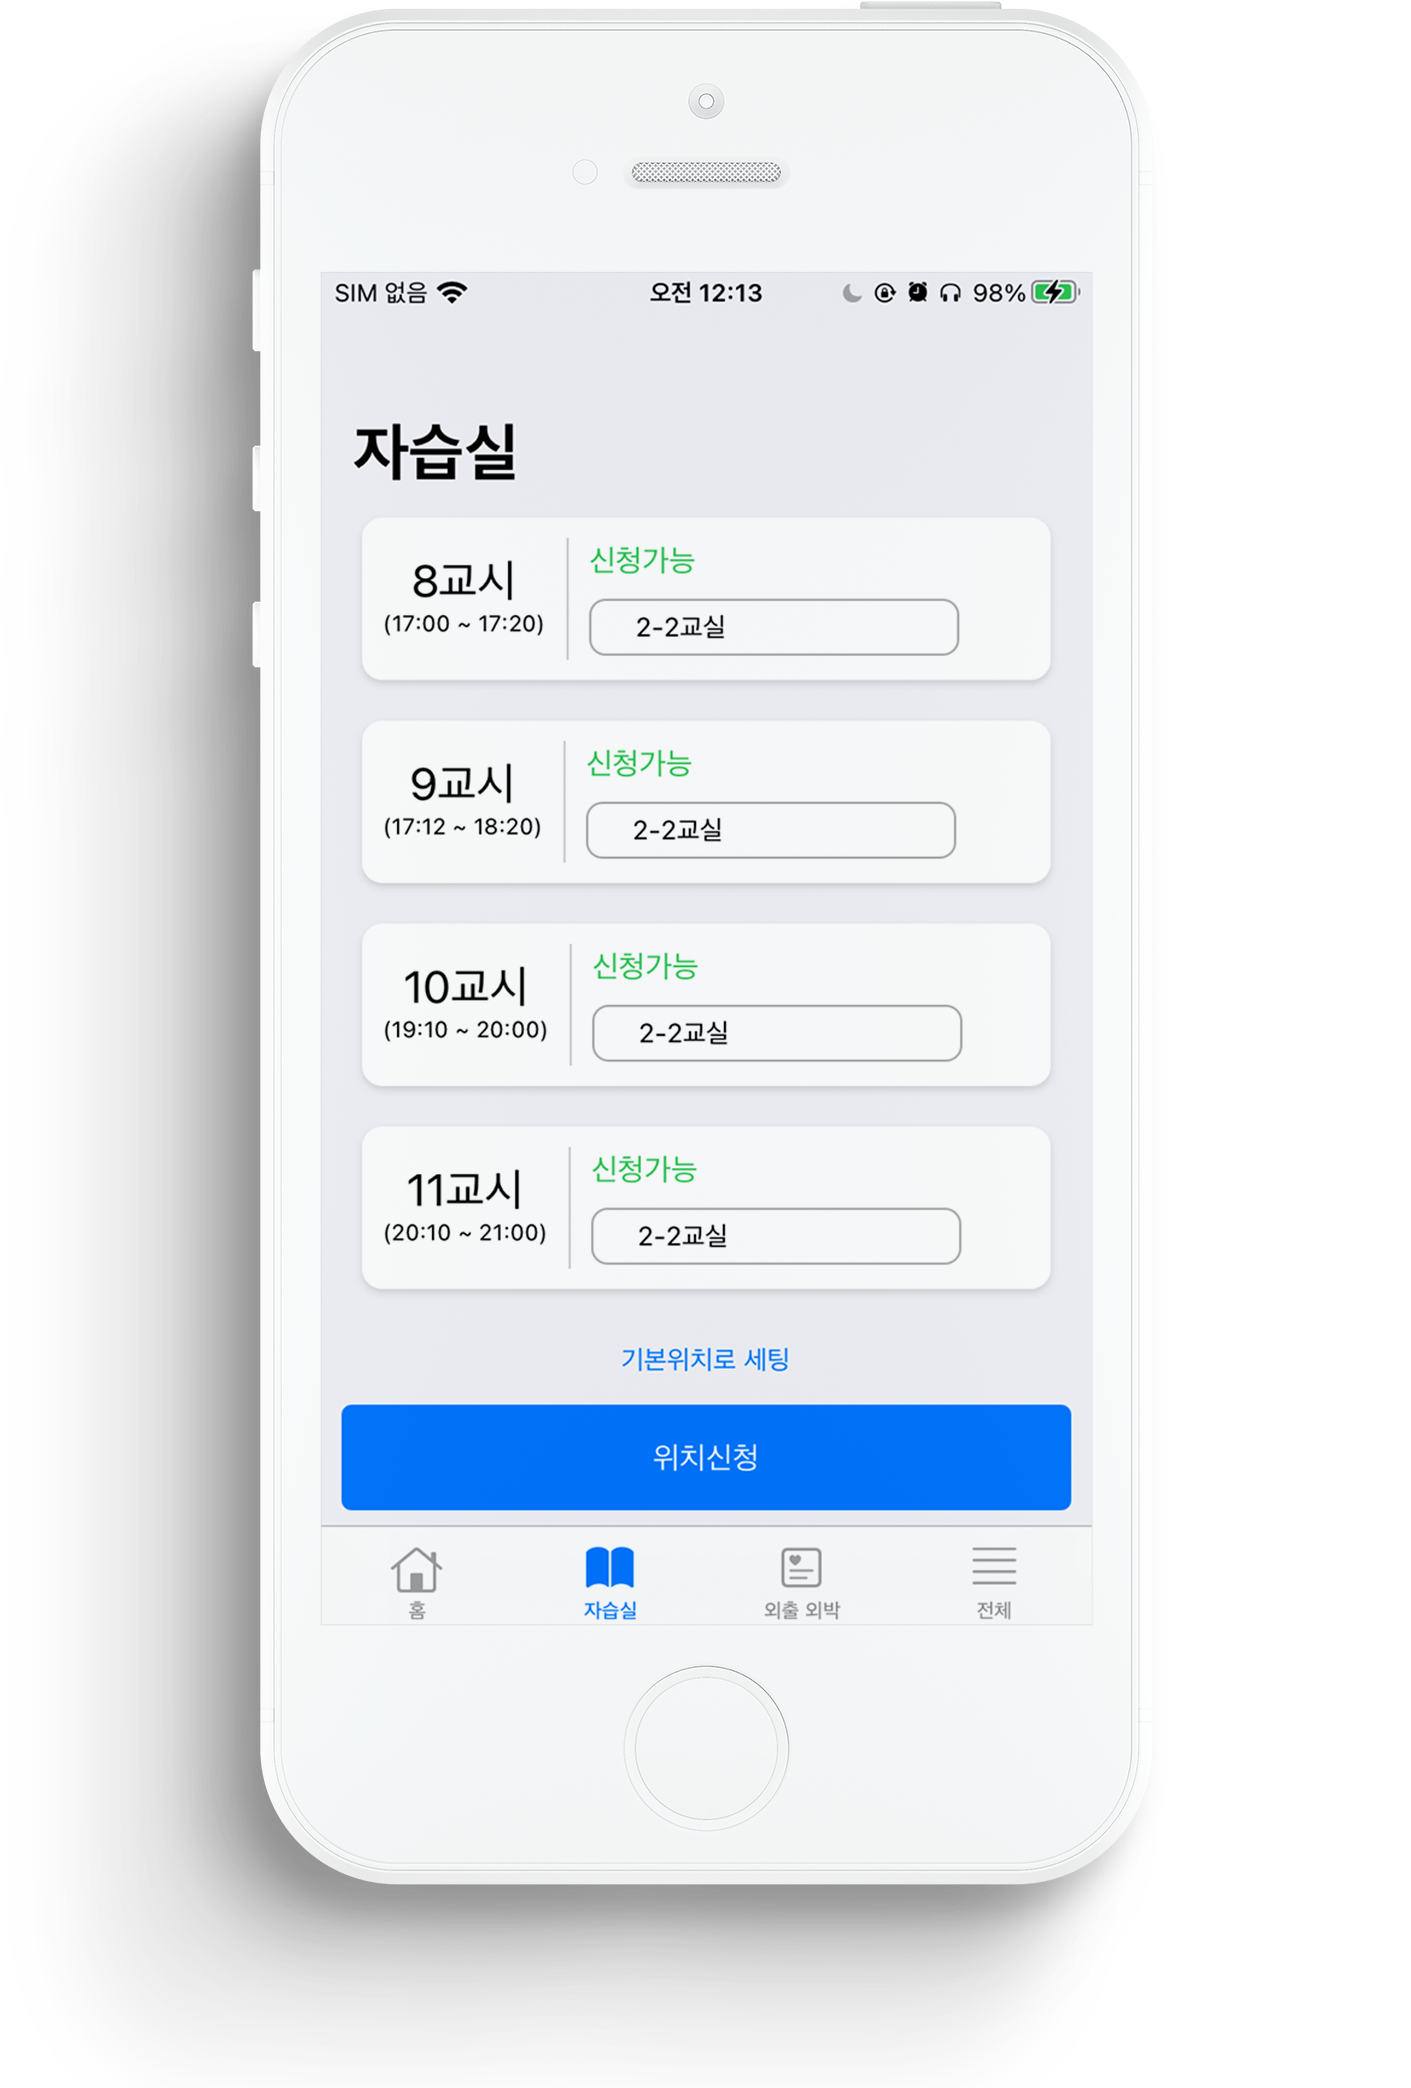 SIM 없음 오전 12:13 98%
자습실
8교시
(17:00 ~ 17:20)
신청가능
2-2교실
9교시
(17:12 ~ 18:20)
신청가능
2-2교실
10교시
(19:10 ~ 20:00)
신청가능
2-2교실
11교시
(20:10 ~ 21:00)
신청가능
2-2교실
기본위치로 세팅
위치신청
홈 자습실 외출 외박 전체